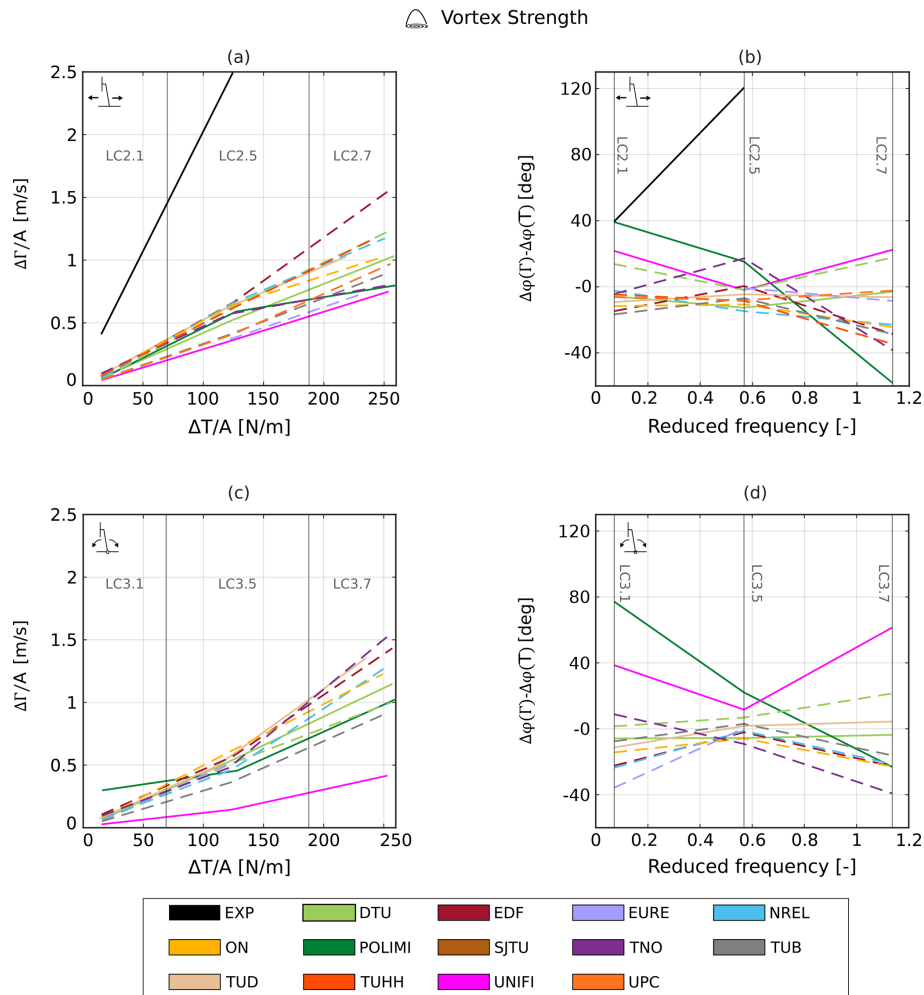 Vortex Strength
(a)
2.5
2
1.5
1
0.5
0
ΔΓ/A [m/s]
LC2.1
LC2.5
LC2.7
0
50
100
150
200
250
ΔT/A [N/m]
(b)
120
80
40
-0
-40
Δφ(Γ)-Δφ(T) [deg]
LC2.1
LC2.5
LC2.7
0
0.2
0.4
0.6
0.8
1
1.2
Reduced frequency [-]
(c)
2.5
2
1.5
1
0.5
0
ΔΓ/A [m/s]
LC3.1
LC3.5
LC3.7
0
50
100
150
200
250
ΔT/A [N/m]
(d)
120
80
40
-0
-40
Δφ(Γ)-Δφ(T) [deg]
LC3.1
LC3.5
LC3.7
0
0.2
0.4
0.6
0.8
1
1.2
Reduced frequency [-]
EXP DTU EDF EURE NREL
ON POLIMI SJTU TNO TUB
TUD TUHH UNIFI UPC